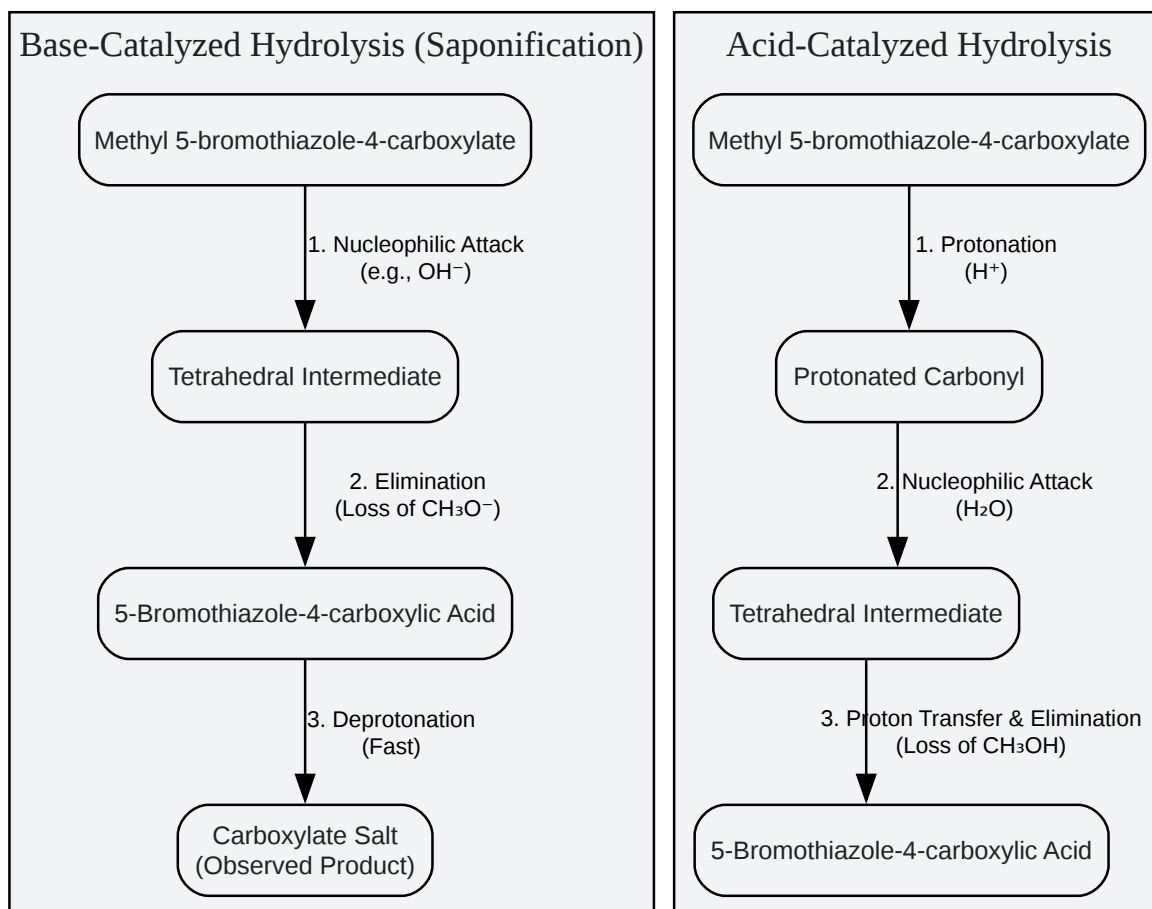 Base-Catalyzed Hydrolysis (Saponification)
Methyl 5-bromothiazole-4-carboxylate
1. Nucleophilic Attack
(e.g., OH⁻)
Tetrahedral Intermediate
2. Elimination
(Loss of CH₃O⁻)
5-Bromothiazole-4-carboxylic Acid
3. Deprotonation
(Fast)
Carboxylate Salt
(Observed Product)
Acid-Catalyzed Hydrolysis
Methyl 5-bromothiazole-4-carboxylate
1. Protonation
(H⁺)
Protonated Carbonyl
2. Nucleophilic Attack
(H₂O)
Tetrahedral Intermediate
3. Proton Transfer & Elimination
(Loss of CH₃OH)
5-Bromothiazole-4-carboxylic Acid